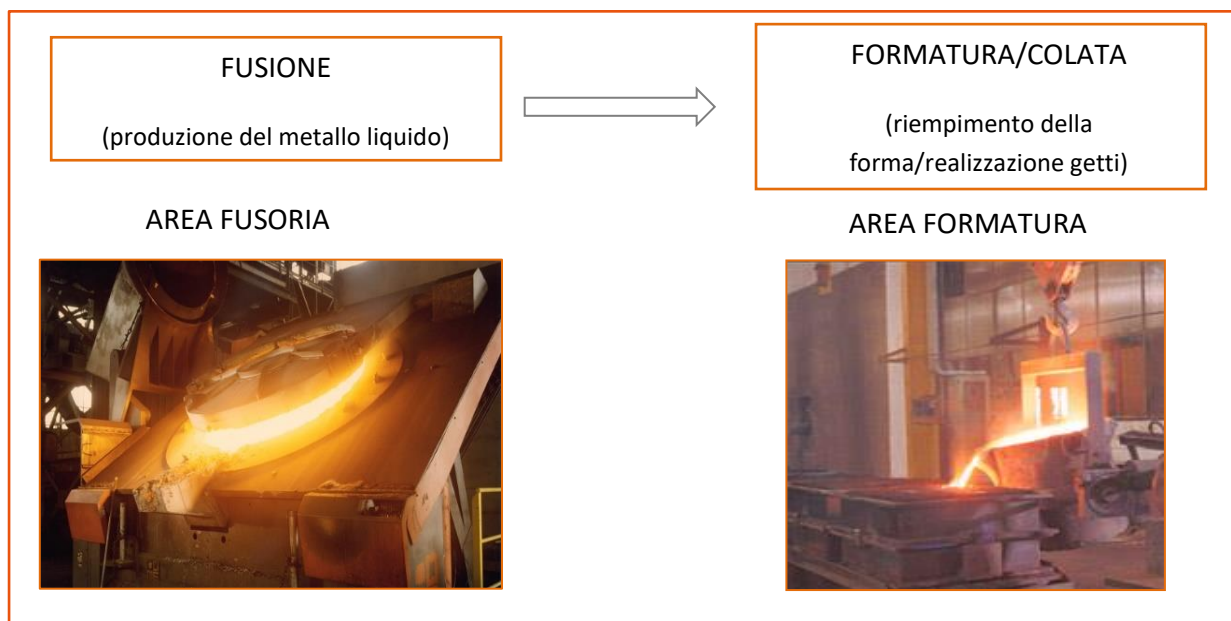 FUSIONE
(produzione del metallo liquido)
FORMATURA/COLATA
(riempimento della
forma/realizzazione getti)
AREA FUSORIA
AREA FORMATURA